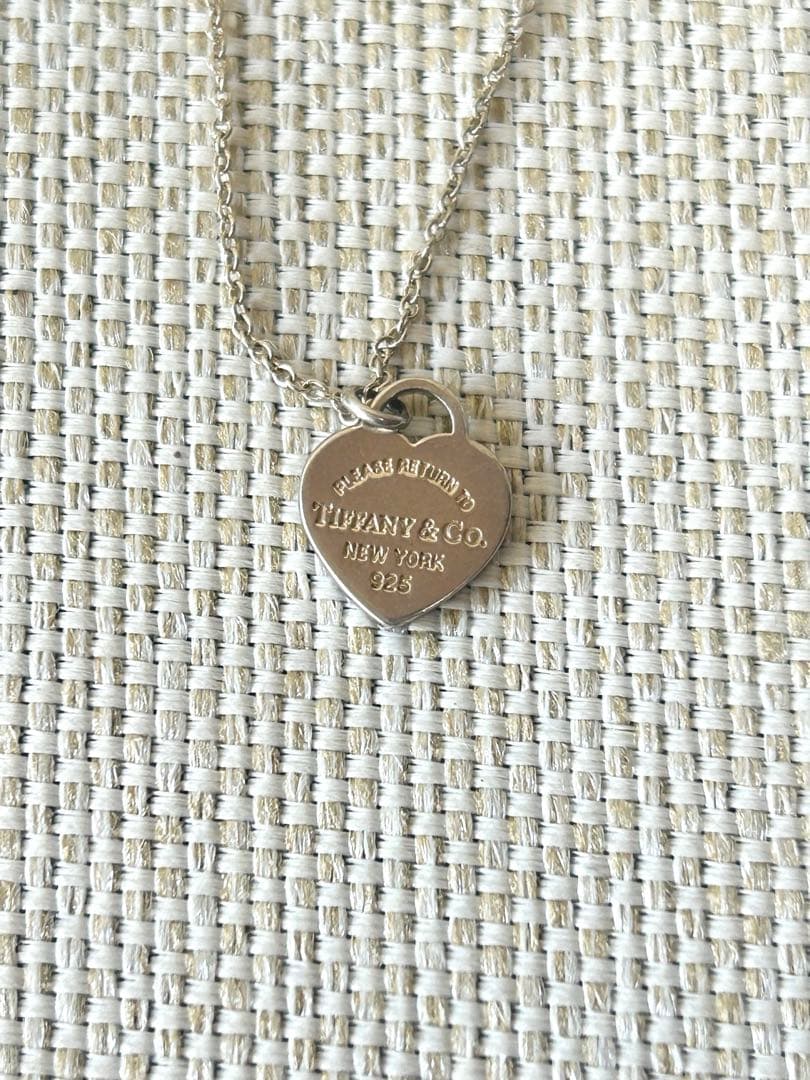 PLEASE RETURN TO
TIFFANY & CO.
NEW YORK
925